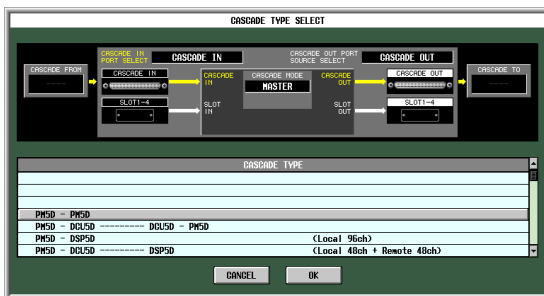 CASCADE TYPE SELECT
CASCADE IN PORT SELECT CASCADE IN CASCADE OUT PORT SOURCE SELECT CASCADE OUT
CASCADE FROM
CASCADE IN
CASCADE IN
CASCADE MODE
MASTER
CASCADE OUT
CASCADE OUT
CASCADE TO
SLOT1-4
SLOT IN
SLOT OUT
SLOT1-4
CASCADE TYPE
PM5D - PM5D
PM5D - DCU5D --------- DCU5D - PM5D
PM5D - DSP5D (Local 96ch)
PM5D - DCU5D --------- DSP5D (Local 48ch + Remote 48ch)
CANCEL OK